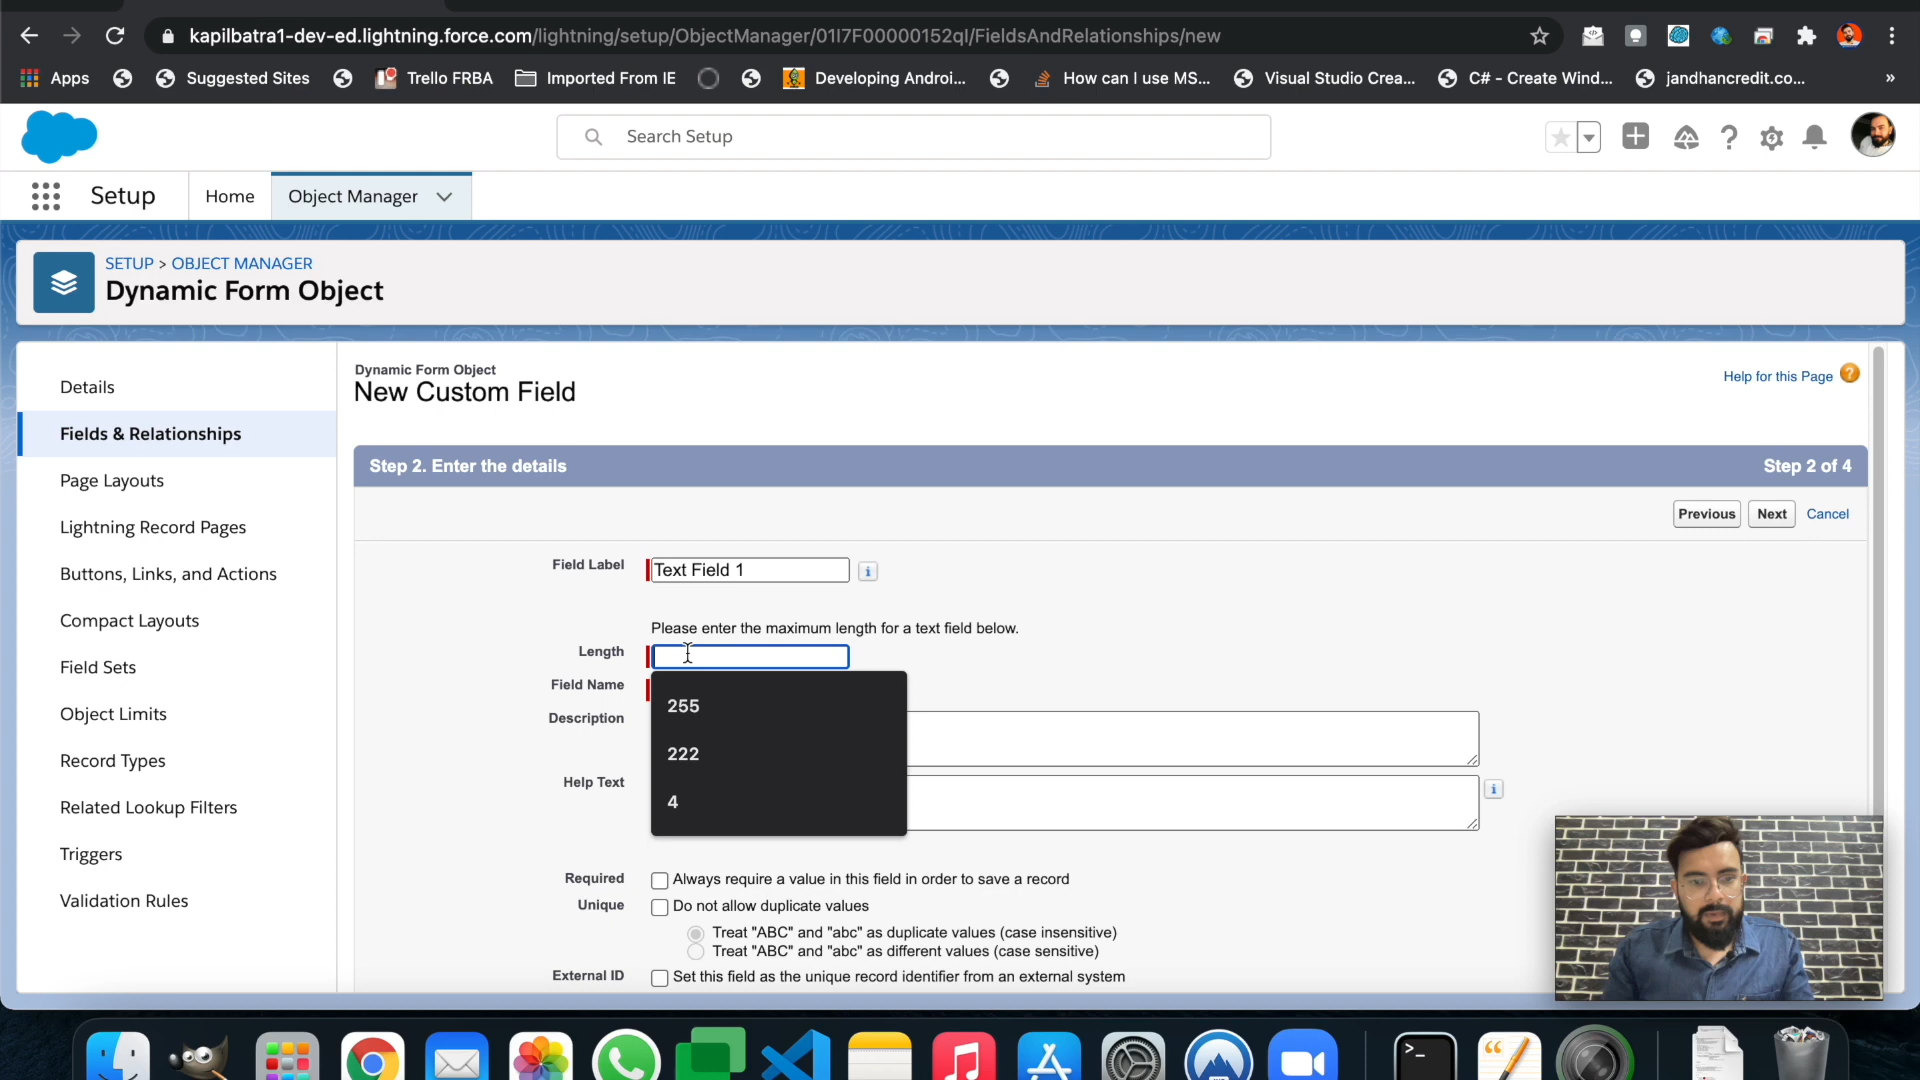 kapilbatra1-dev-ed.lightning.force.com/lightning/setup/ObjectManager/01I7F00000152ql/FieldsAndRelationships/new
Apps Suggested Sites Trello FRBA Imported From IE Developing Androi... How can I use MS... Visual Studio Crea... C# - Create Wind... jandhancredit.co... »
Search Setup
Setup Home Object Manager
SETUP > OBJECT MANAGER
Dynamic Form Object
Details
Fields & Relationships
Page Layouts
Lightning Record Pages
Buttons, Links, and Actions
Compact Layouts
Field Sets
Object Limits
Record Types
Related Lookup Filters
Triggers
Validation Rules
Dynamic Form Object
New Custom Field
Help for this Page ?
Step 2. Enter the details Step 2 of 4
Previous Next Cancel
Field Label Text Field 1 i
Please enter the maximum length for a text field below.
Length
Field Name
Description
Help Text i
255
222
4
Required Always require a value in this field in order to save a record
Unique Do not allow duplicate values
Treat "ABC" and "abc" as duplicate values (case insensitive)
Treat "ABC" and "abc" as different values (case sensitive)
External ID Set this field as the unique record identifier from an external system